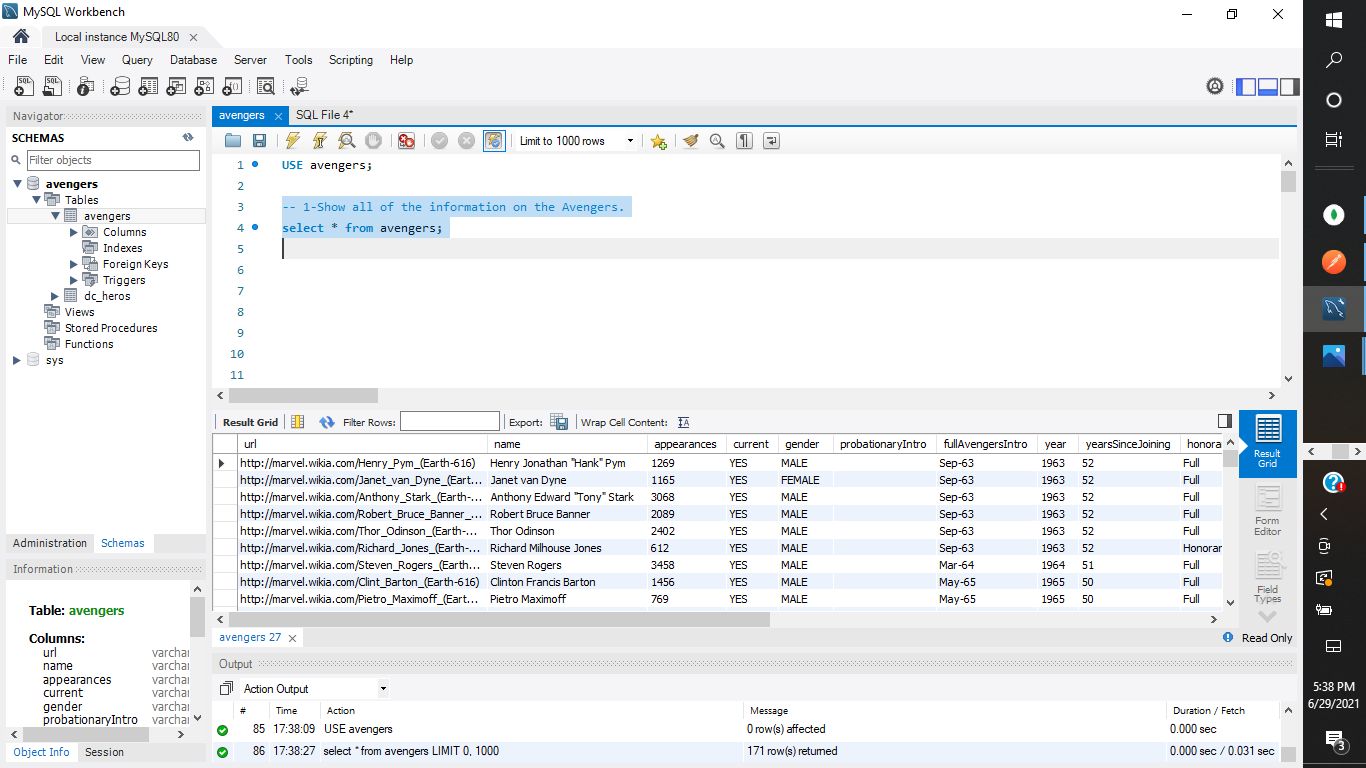 MySQL Workbench
Local instance MySQL80
File Edit View Query Database Server Tools Scripting Help
Navigator
SCHEMAS
Filter objects
avengers
Tables
avengers
Columns
Indexes
Foreign Keys
Triggers
dc_heros
Views
Stored Procedures
Functions
sys
Administration Schemas
Information
Table: avengers
Columns:
url varchar
name varchar
appearances varchar
current varchar
gender varchar
probationaryIntro varchar
Object Info Session
avengers SQL File 4*
Limit to 1000 rows
1 USE avengers;
2
3 -- 1-Show all of the information on the Avengers.
4 select * from avengers;
5
6
7
8
9
10
11
Result Grid Filter Rows: Export: Wrap Cell Content:
url name appearances current gender probationaryIntro fullAvengersIntro year yearsSinceJoining honora
http://marvel.wikia.com/Henry_Pym_(Earth-616) Henry Jonathan "Hank" Pym 1269 YES MALE Sep-63 1963 52 Full
http://marvel.wikia.com/Janet_van_Dyne_(Eart... Janet van Dyne 1165 YES FEMALE Sep-63 1963 52 Full
http://marvel.wikia.com/Anthony_Stark_(Earth-... Anthony Edward "Tony" Stark 3068 YES MALE Sep-63 1963 52 Full
http://marvel.wikia.com/Robert_Bruce_Banner_... Robert Bruce Banner 2089 YES MALE Sep-63 1963 52 Full
http://marvel.wikia.com/Thor_Odinson_(Earth-... Thor Odinson 2402 YES MALE Sep-63 1963 52 Full
http://marvel.wikia.com/Richard_Jones_(Earth-... Richard Milhouse Jones 612 YES MALE Sep-63 1963 52 Honorar
http://marvel.wikia.com/Steven_Rogers_(Earth-... Steven Rogers 3458 YES MALE Mar-64 1964 51 Full
http://marvel.wikia.com/Clint_Barton_(Earth-616) Clinton Francis Barton 1456 YES MALE May-65 1965 50 Full
http://marvel.wikia.com/Pietro_Maximoff_(Eart... Pietro Maximoff 769 YES MALE May-65 1965 50 Full
Result
Grid
Form
Editor
Field
Types
avengers 27
Read Only
Output
Action Output
# Time Action Message Duration / Fetch
85 17:38:09 USE avengers 0 row(s) affected 0.000 sec
86 17:38:27 select * from avengers LIMIT 0, 1000 171 row(s) returned 0.000 sec / 0.031 sec
5:38 PM
6/29/2021
3